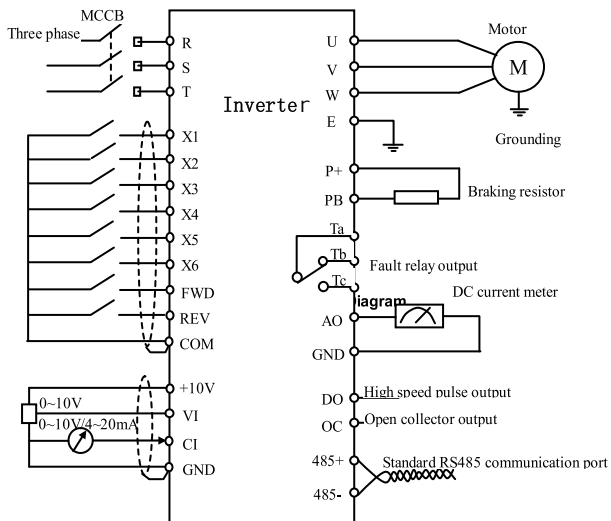 MCCB
Three phase
R
S
T
X1
X2
X3
X4
X5
X6
FWD
REV
COM
+10V
0~10V
VI
0~10V/4~20mA
CI
GND
Inverter
U
V
W
E
Motor
M
Grounding
P+
PB
Braking resistor
Ta
Tb
Tc
Fault relay output
Diagram
DC current meter
AO
GND
DO
High speed pulse output
OC
Open collector output
485+
Standard RS485 communication port
485-